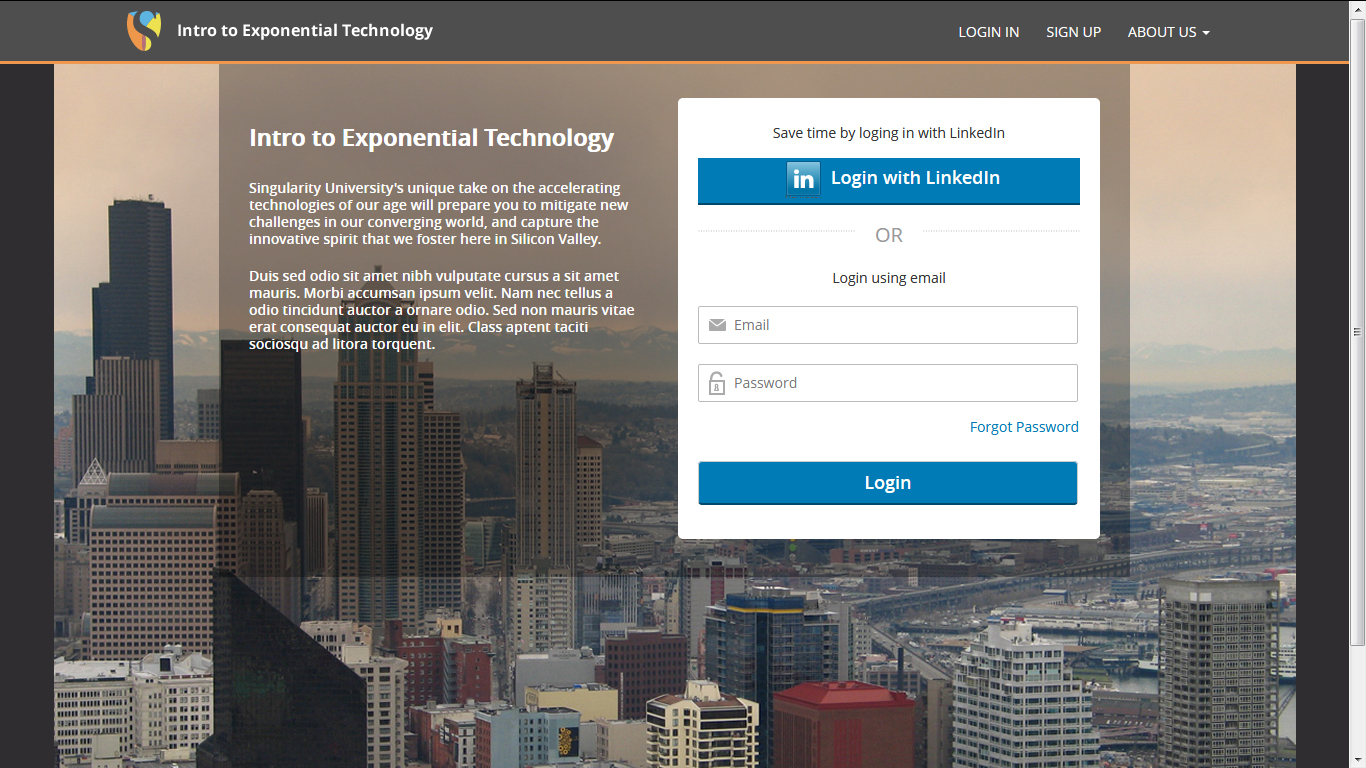 Intro to Exponential Technology
LOGIN IN
SIGN UP
ABOUT US
Intro to Exponential Technology
Singularity University's unique take on the accelerating
technologies of our age will prepare you to mitigate new
challenges in our converging world, and capture the
innovative spirit that we foster here in Silicon Valley.
Duis sed odio sit amet nibh vulputate cursus a sit amet
mauris. Morbi accumsan ipsum velit. Nam nec tellus a
odio tincidunt auctor a ornare odio. Sed non mauris vitae
erat consequat auctor eu in elit. Class aptent taciti
sociosqu ad litora torquent.
Save time by loging in with LinkedIn
in Login with LinkedIn
OR
Login using email
Email
Password
Forgot Password
Login